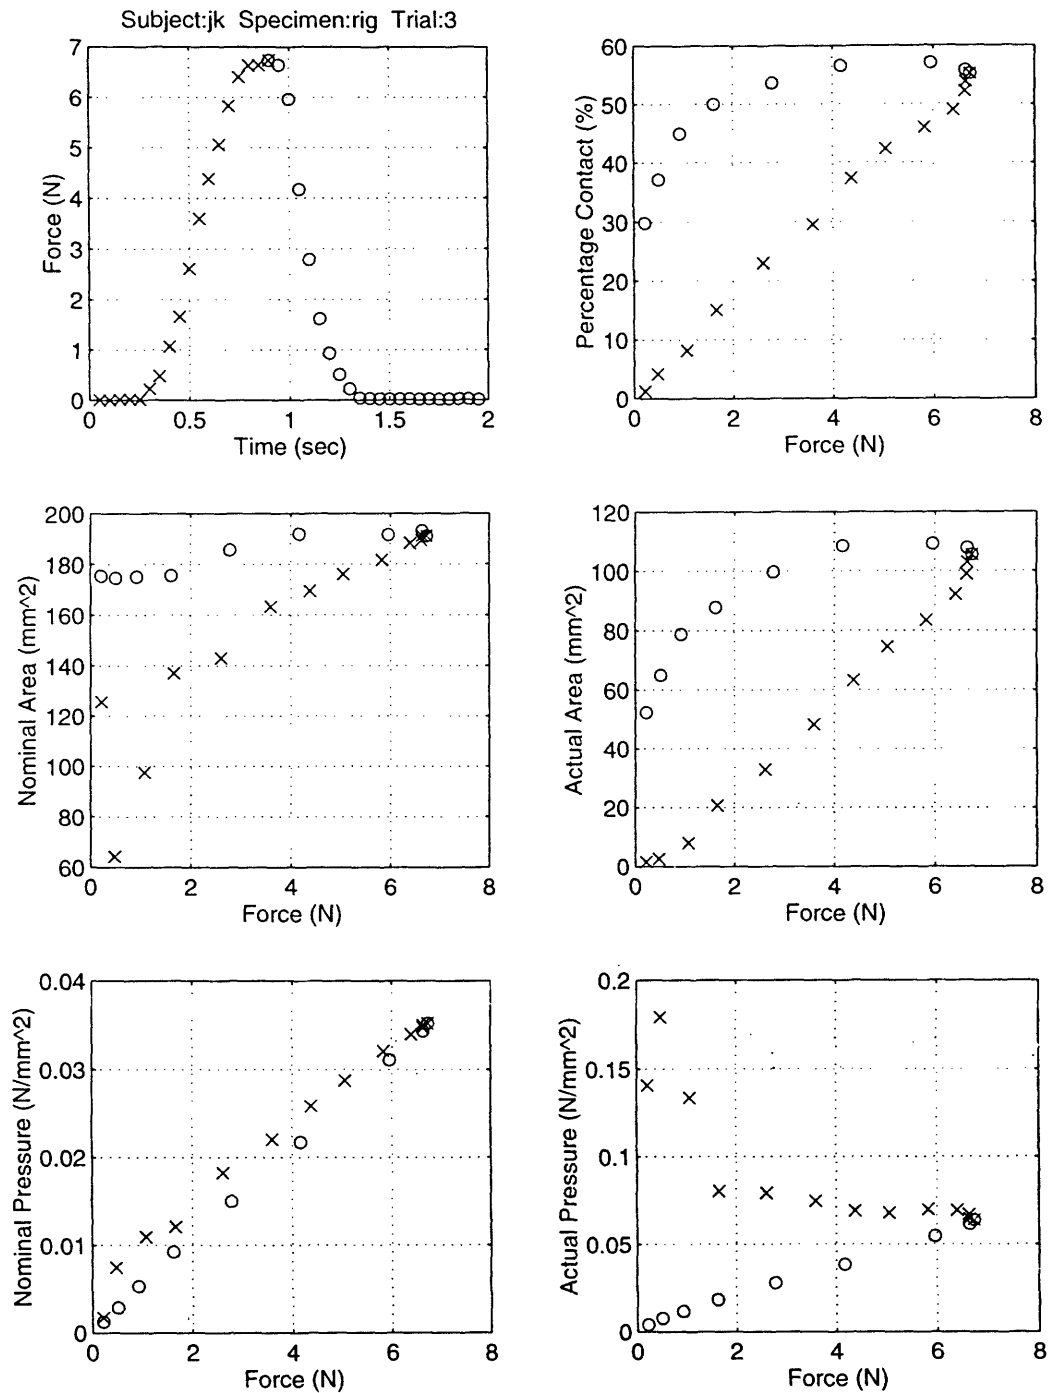 Subject:jk Specimen:rig Trial:3
7
6
5
4
3
2
1
0
Force (N)
0 0.5 1 1.5 2
Time (sec)
60
50
40
30
20
10
0
Percentage Contact (%)
0 2 4 6 8
Force (N)
200
180
160
140
120
100
80
60
Nominal Area (mm^2)
0 2 4 6 8
Force (N)
120
100
80
60
40
20
0
Actual Area (mm^2)
0 2 4 6 8
Force (N)
0.04
0.03
0.02
0.01
0
Nominal Pressure (N/mm^2)
0 2 4 6 8
Force (N)
0.2
0.15
0.1
0.05
0
Actual Pressure (N/mm^2)
0 2 4 6 8
Force (N)